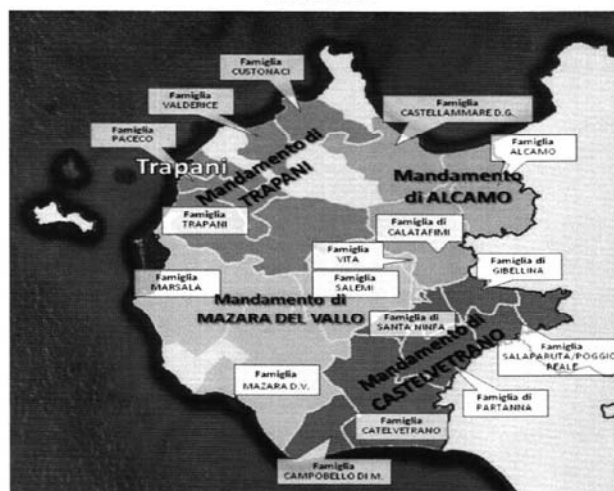 Famiglia
CUSTONACI
Famiglia
VALDERICE
Famiglia
CASTELLAMMARE D.G.
Famiglia
PACECO
Famiglia
ALCAMO
Trapani
Mandamento di
TRAPANI
Mandamento
di ALCAMO
Famiglia
TRAPANI
Famiglia di
CALATAFIMI
Famiglia
VITA
Famiglia di
GIBELLINA
Famiglia
MARSALA
Famiglia
SALEMI
Mandamento di
MAZARA DEL VALLO
Famiglia di
SANTA NINFA
Mandamento di
CASTELVETRANO
Famiglia
SALAPARUTA/POGGIO
REALE
Famiglia
MAZARA D.V.
Famiglia di
PARTANNA
Famiglia
CATELVETRANO
Famiglia
CAMPOBELLO DI M.